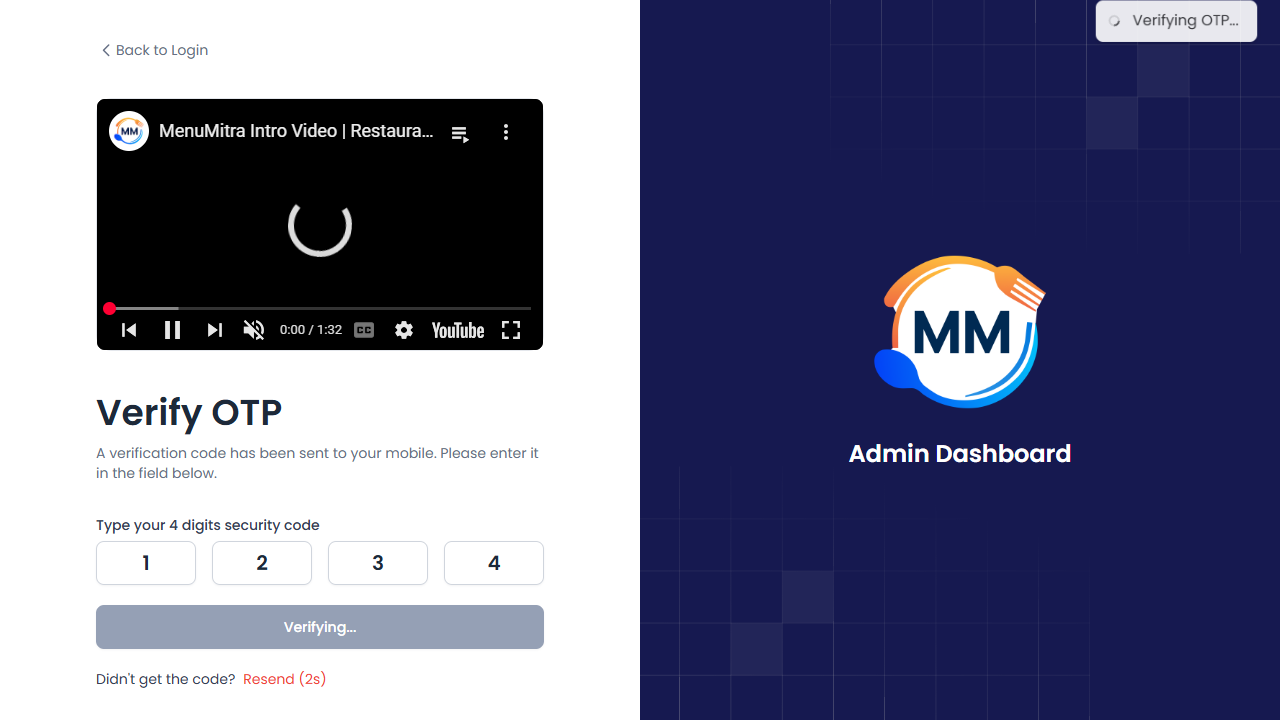 Back to Login
Verifying OTP...
MM
MenuMitra Intro Video | Restaura...
0:00 / 1:32
CC
YouTube
MM
Admin Dashboard
Verify OTP
A verification code has been sent to your mobile. Please enter it
in the field below.
Type your 4 digits security code
1 2 3 4
Verifying...
Didn't get the code? Resend (2s)